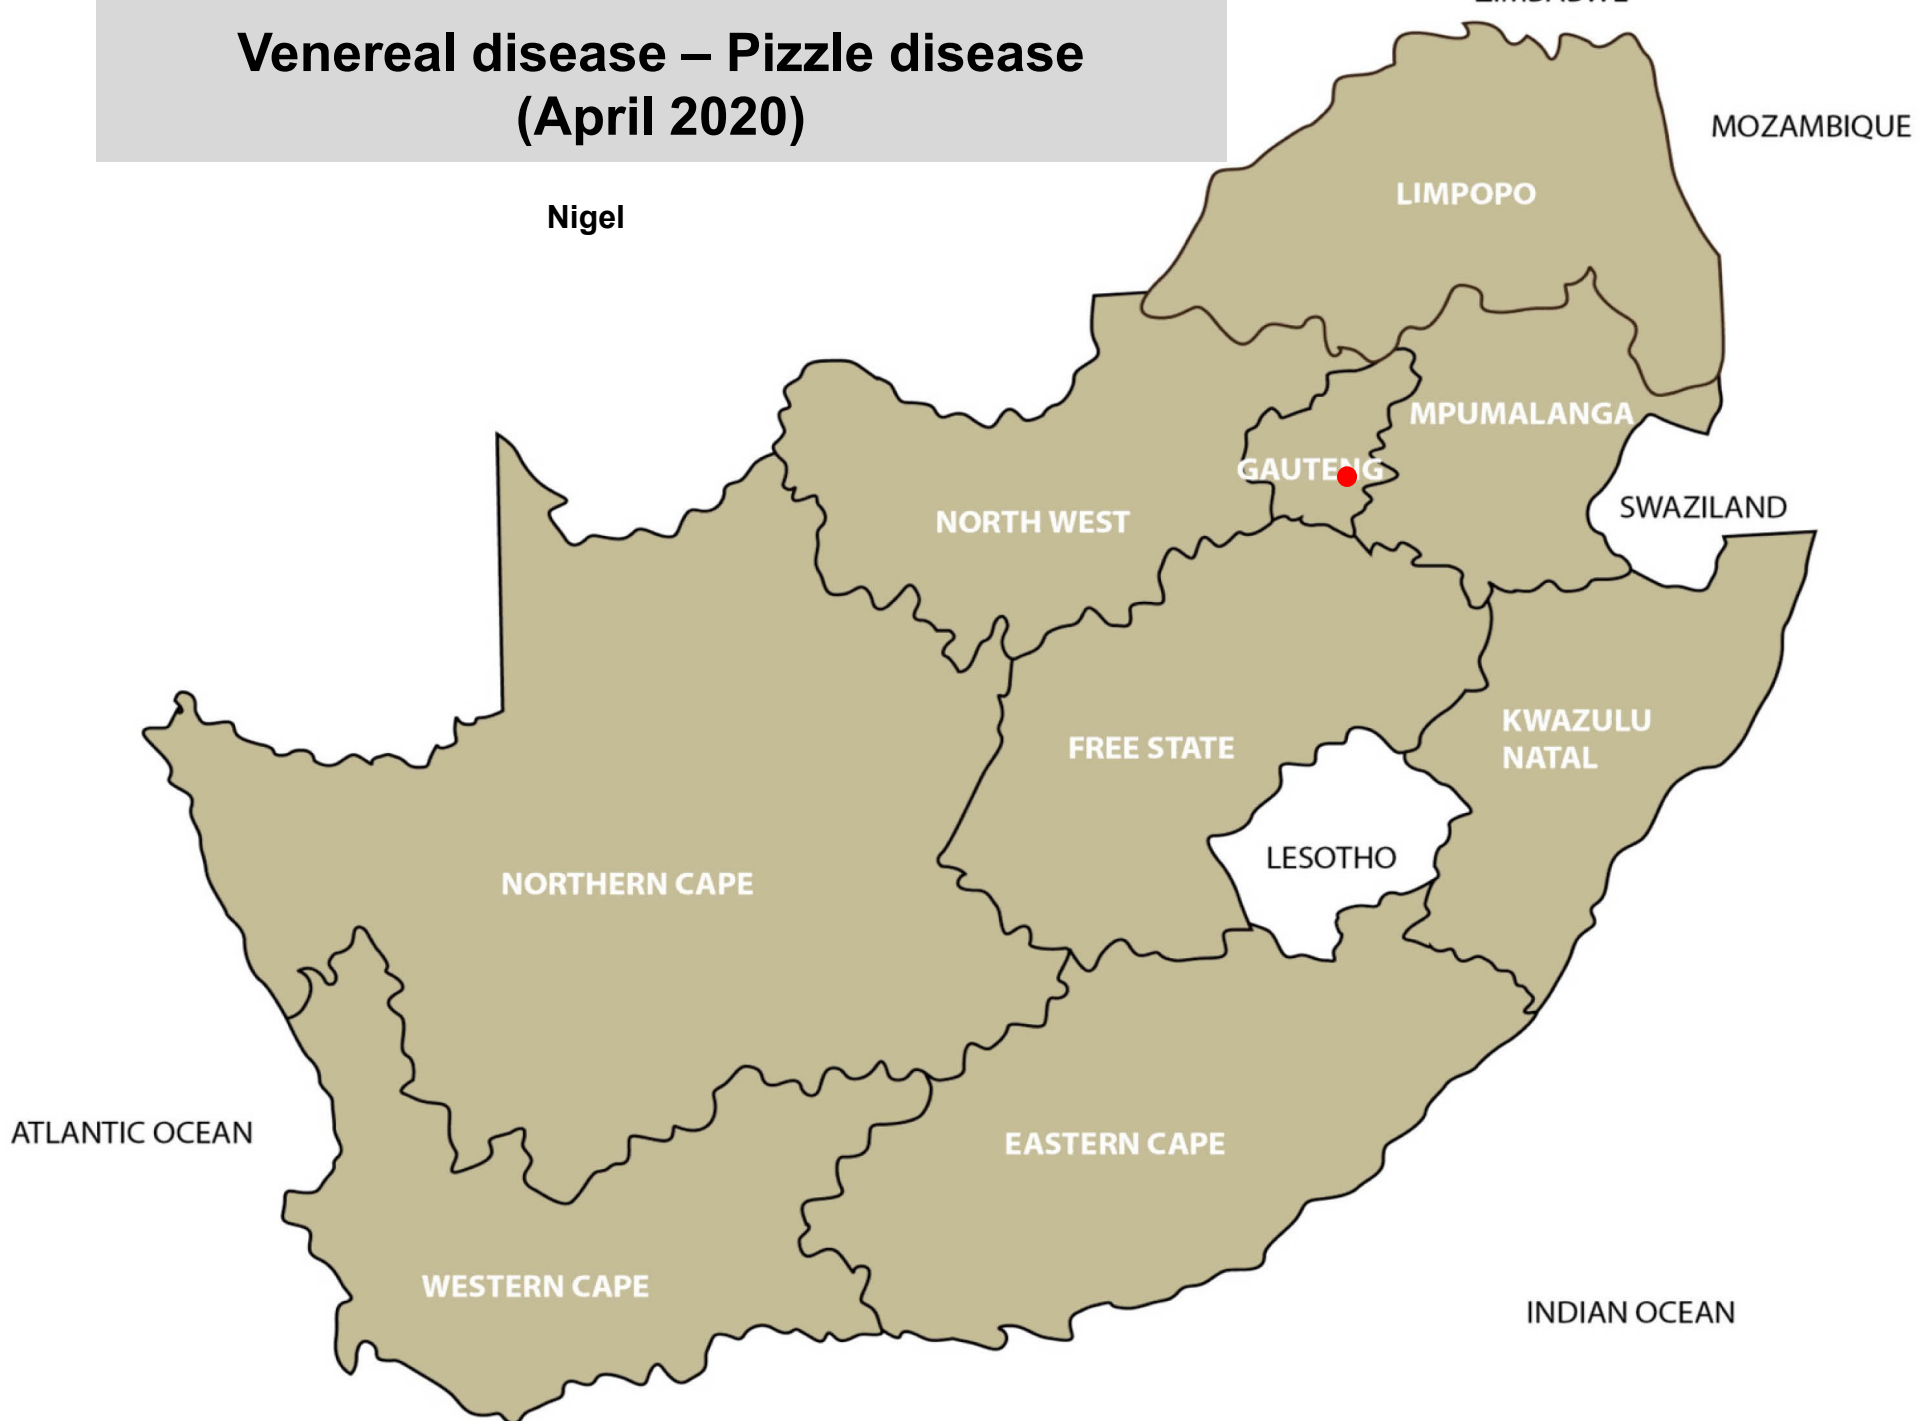 Venereal disease – Pizzle disease
(April 2020)
MOZAMBIQUE
LIMPOPO
Nigel
MPUMALANGA
GAUTENG
SWAZILAND
NORTH WEST
KWAZULU
NATAL
FREE STATE
LESOTHO
NORTHERN CAPE
ATLANTIC OCEAN
EASTERN CAPE
WESTERN CAPE
INDIAN OCEAN